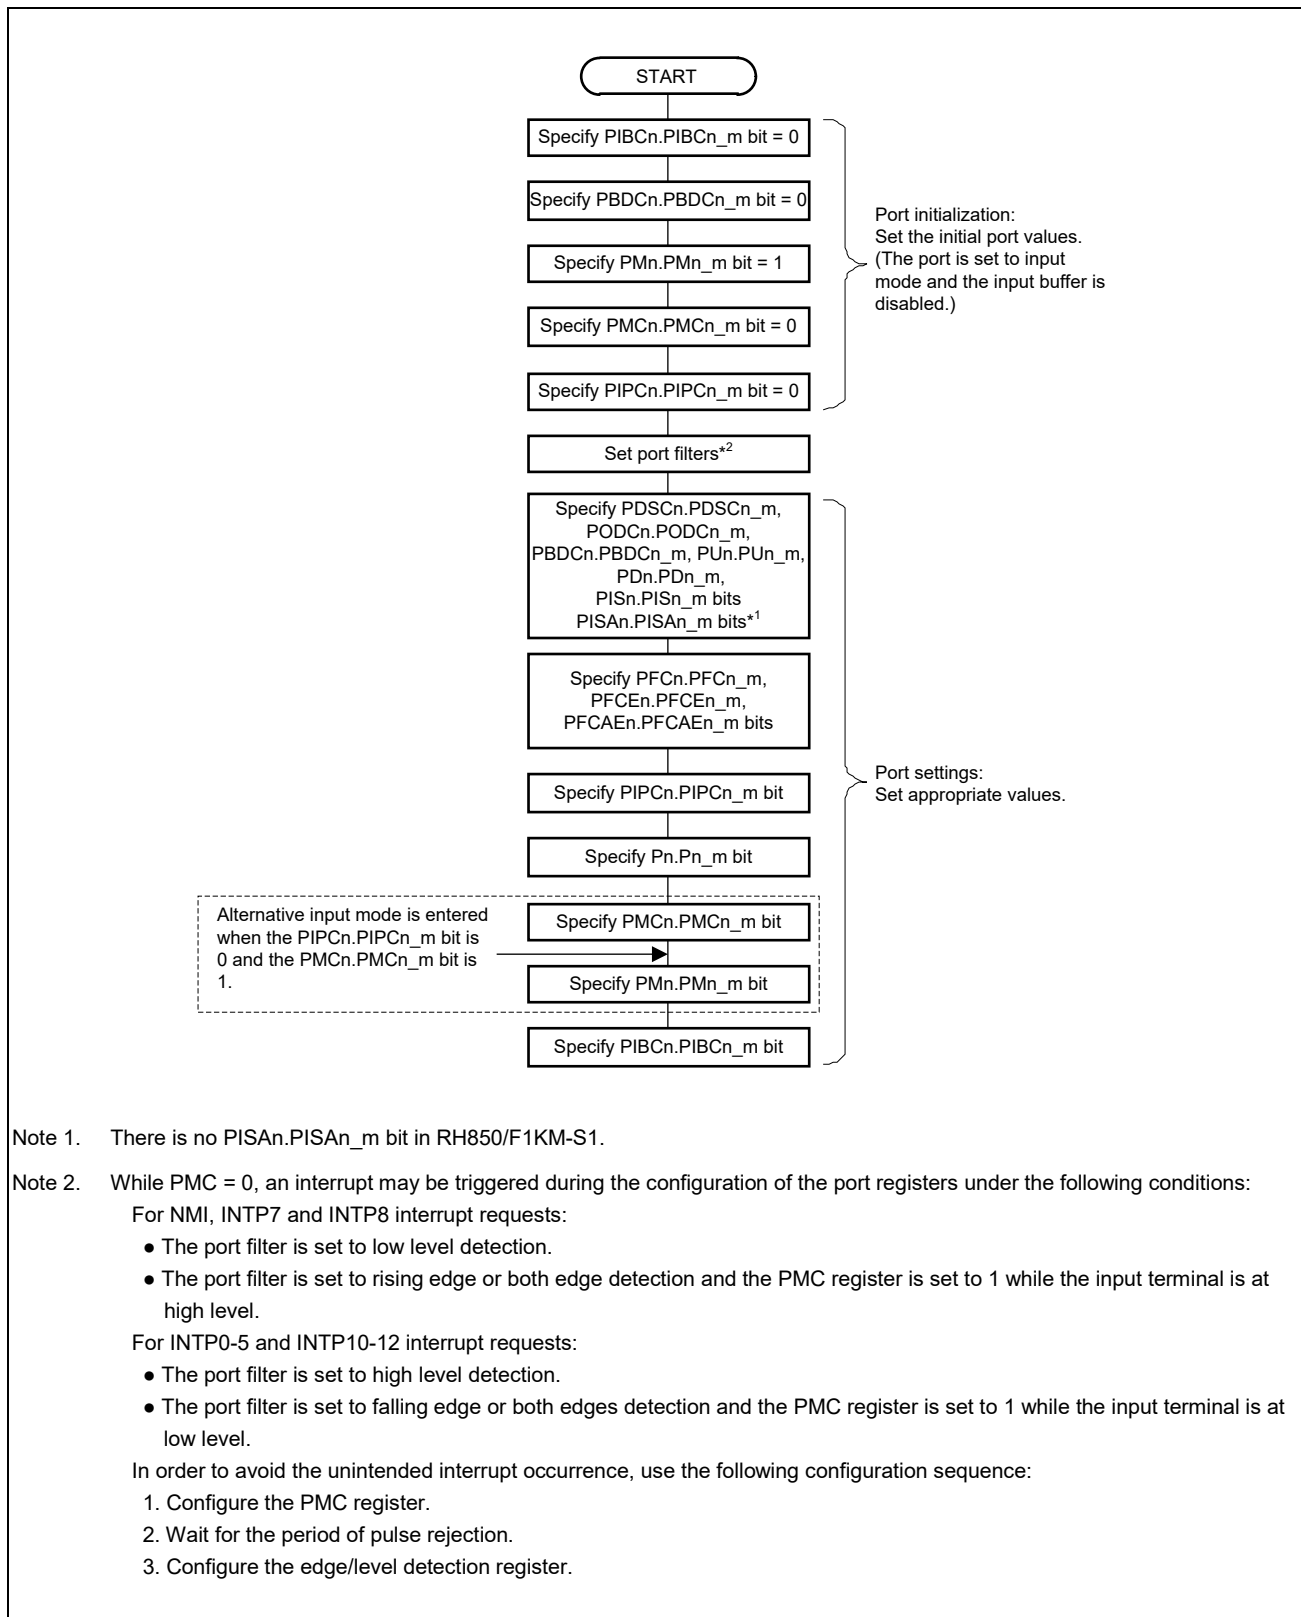 START
Specify PIBCn.PIBCn_m bit = 0
Specify PBDCn.PBDCn_m bit = 0
Specify PMn.PMn_m bit = 1
Specify PMCn.PMCn_m bit = 0
Specify PIPCn.PIPCn_m bit = 0
Port initialization:
Set the initial port values.
(The port is set to input
mode and the input buffer is
disabled.)
Set port filters*2
Specify PDSCn.PDSCn_m,
PODCn.PODCn_m,
PBDCn.PBDCn_m, PUn.PUn_m,
PDn.PDn_m,
PISn.PISn_m bits
PISAn.PISAn_m bits*1
Specify PFCn.PFCn_m,
PFCEn.PFCEn_m,
PFCAEn.PFCAEn_m bits
Specify PIPCn.PIPCn_m bit
Port settings:
Set appropriate values.
Specify Pn.Pn_m bit
Alternative input mode is entered
when the PIPCn.PIPCn_m bit is
0 and the PMCn.PMCn_m bit is
1.
Specify PMCn.PMCn_m bit
Specify PMn.PMn_m bit
Specify PIBCn.PIBCn_m bit
Note 1. There is no PISAn.PISAn_m bit in RH850/F1KM-S1.
Note 2. While PMC = 0, an interrupt may be triggered during the configuration of the port registers under the following conditions:
For NMI, INTP7 and INTP8 interrupt requests:
● The port filter is set to low level detection.
● The port filter is set to rising edge or both edge detection and the PMC register is set to 1 while the input terminal is at
high level.
For INTP0-5 and INTP10-12 interrupt requests:
● The port filter is set to high level detection.
● The port filter is set to falling edge or both edges detection and the PMC register is set to 1 while the input terminal is at
low level.
In order to avoid the unintended interrupt occurrence, use the following configuration sequence:
1. Configure the PMC register.
2. Wait for the period of pulse rejection.
3. Configure the edge/level detection register.